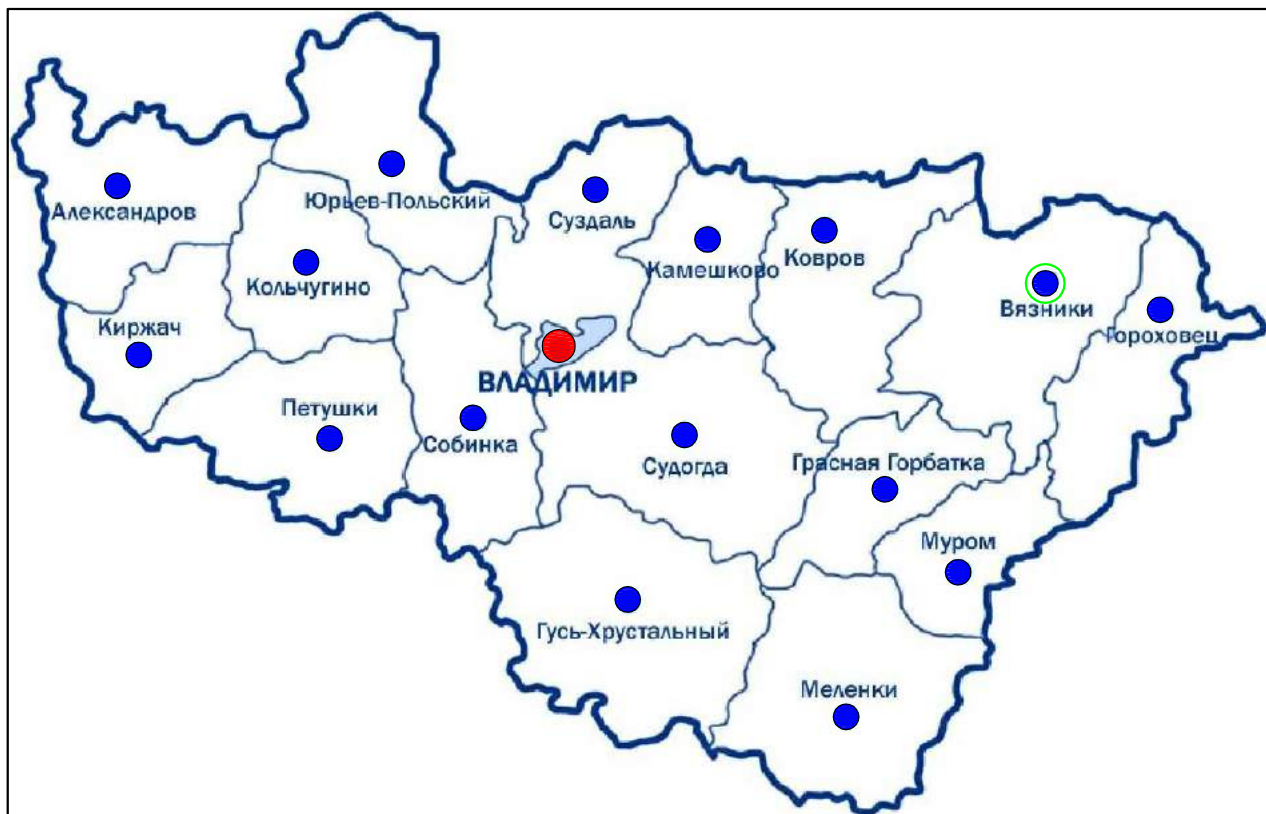 Александров
Юрьев-Польский
Суздаль
Камешково
Ковров
Кольчугино
Вязники
Гороховец
Киржач
ВЛАДИМИР
Петушки
Собинка
Судогда
Грасная Горбатка
Муром
Гусь-Хрустальный
Меленки